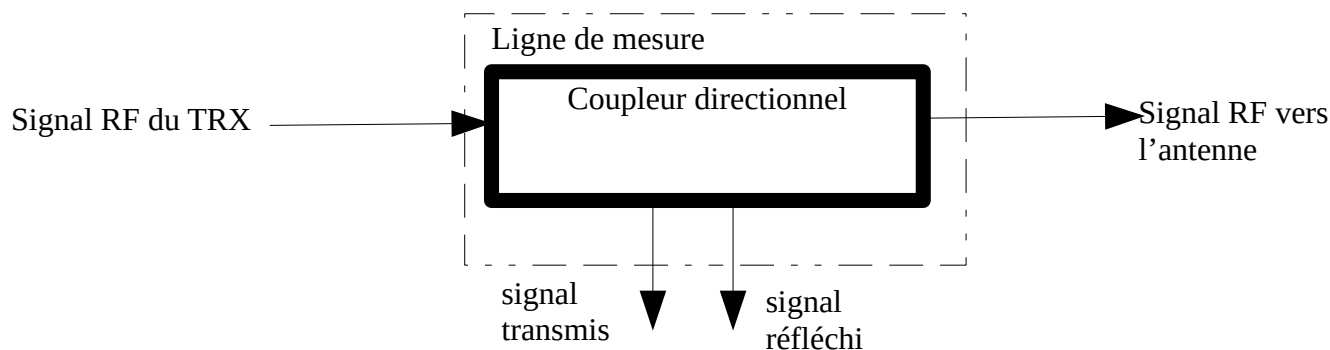 Ligne de mesure
Coupleur directionnel
Signal RF du TRX
Signal RF vers
l’antenne
signal
transmis
signal
réfléchi